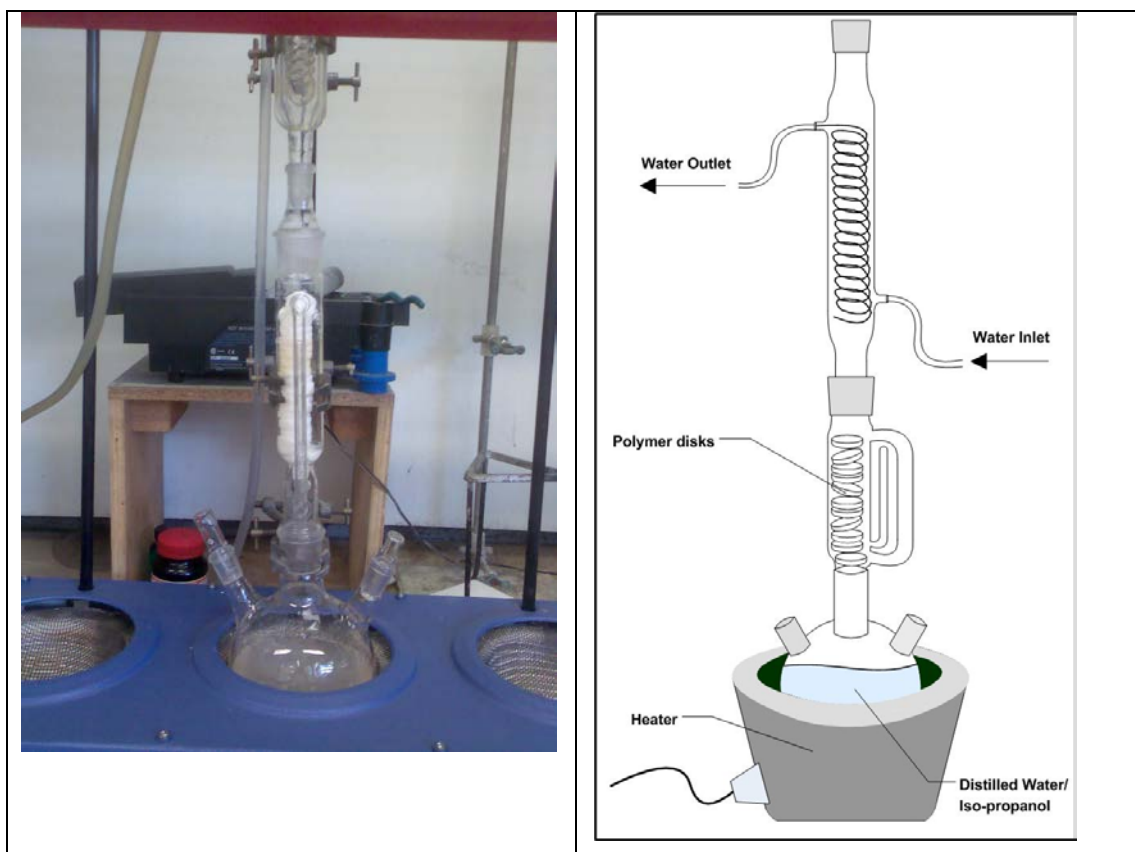 Water Outlet
Water Inlet
Polymer disks
Heater
Distilled Water/
Iso-propanol